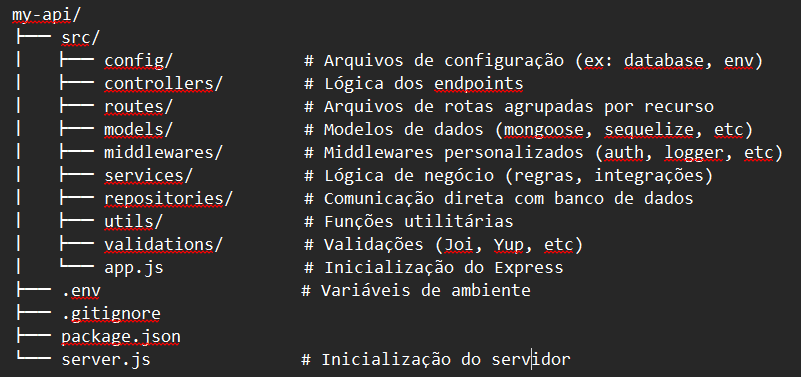 my-api/
├── src/
│   ├── config/             # Arquivos de configuração (ex: database, env)
│   ├── controllers/        # Lógica dos endpoints
│   ├── routes/             # Arquivos de rotas agrupadas por recurso
│   ├── models/             # Modelos de dados (mongoose, sequelize, etc)
│   ├── middlewares/        # Middlewares personalizados (auth, logger, etc)
│   ├── services/           # Lógica de negócio (regras, integrações)
│   ├── repositories/       # Comunicação direta com banco de dados
│   ├── utils/              # Funções utilitárias
│   ├── validations/        # Validações (Joi, Yup, etc)
│   └── app.js              # Inicialização do Express
├── .env                    # Variáveis de ambiente
├── .gitignore
├── package.json
└── server.js               # Inicialização do servidor